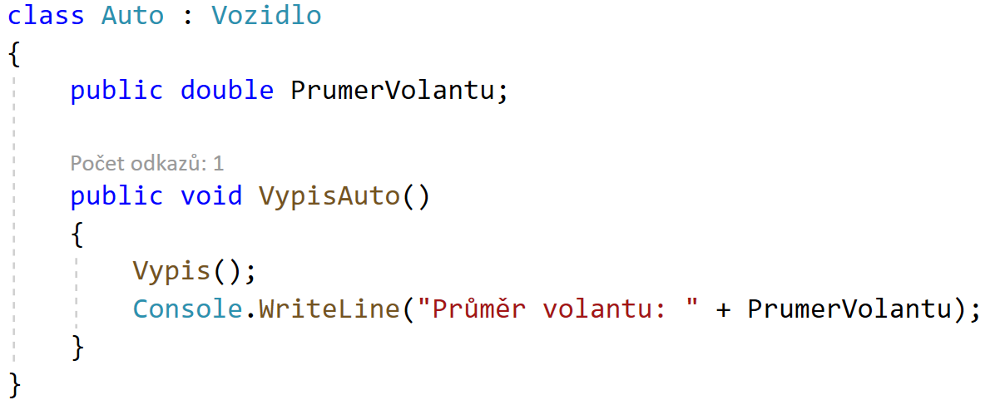 class Auto : Vozidlo
{
public double PrumerVolantu;
Počet odkazů: 1
public void VypisAuto()
{
Vypis();
Console.WriteLine("Průměr volantu: " + PrumerVolantu);
}
}